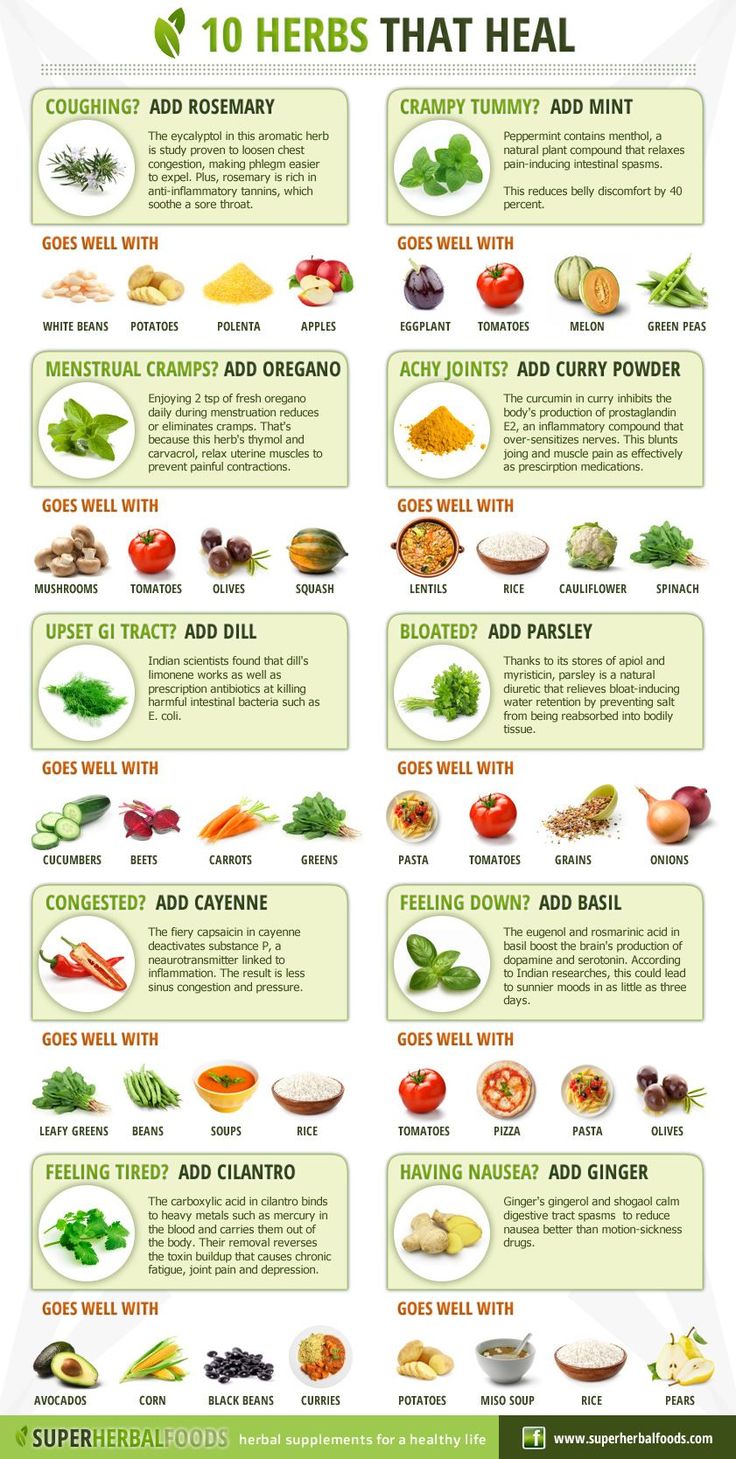 10 HERBS THAT HEAL
COUGHING? ADD ROSEMARY
The eycalyptol in this aromatic herb
is study proven to loosen chest
congestion, making phlegm easier
to expel. Plus, rosemary is rich in
anti-inflammatory tannins, which
soothe a sore throat.
GOES WELL WITH
WHITE BEANS
POTATOES
POLENTA
APPLES
CRAMPY TUMMY? ADD MINT
Peppermint contains menthol, a
natural plant compound that relaxes
pain-inducing intestinal spasms.
This reduces belly discomfort by 40
percent.
GOES WELL WITH
EGGPLANT
TOMATOES
MELON
GREEN PEAS
MENSTRUAL CRAMPS? ADD OREGANO
Enjoying 2 tsp of fresh oregano
daily during menstruation reduces
or eliminates cramps. That's
because this herb's thymol and
carvacrol, relax uterine muscles to
prevent painful contractions.
GOES WELL WITH
MUSHROOMS
TOMATOES
OLIVES
SQUASH
ACHY JOINTS? ADD CURRY POWDER
The curcumin in curry inhibits the
body's production of prostaglandin
E2, an inflammatory compound that
over-sensitizes nerves. This blunts
joing and muscle pain as effectively
as prescirption medications.
GOES WELL WITH
LENTILS
RICE
CAULIFLOWER
SPINACH
UPSET GI TRACT? ADD DILL
Indian scientists found that dill's
limonene works as well as
prescription antibiotics at killing
harmful intestinal bacteria such as
E. coli.
GOES WELL WITH
CUCUMBERS
BEETS
CARROTS
GREENS
BLOATED? ADD PARSLEY
Thanks to its stores of apiol and
myristicin, parsley is a natural
diuretic that relieves bloat-inducing
water retention by preventing salt
from being reabsorbed into bodily
tissue.
GOES WELL WITH
PASTA
TOMATOES
GRAINS
ONIONS
CONGESTED? ADD CAYENNE
The fiery capsaicin in cayenne
deactivates substance P, a
neaurotransmitter linked to
inflammation. The result is less
sinus congestion and pressure.
GOES WELL WITH
LEAFY GREENS
BEANS
SOUPS
RICE
FEELING DOWN? ADD BASIL
The eugenol and rosmarinic acid in
basil boost the brain's production of
dopamine and serotonin. According
to Indian researches, this could lead
to sunnier moods in as little as three
days.
GOES WELL WITH
TOMATOES
PIZZA
PASTA
OLIVES
FEELING TIRED? ADD CILANTRO
The carboxylic acid in cilantro binds
to heavy metals such as mercury in
the blood and carries them out of
the body. Their removal reverses
the toxin buildup that causes chronic
fatigue, joint pain and depression.
GOES WELL WITH
AVOCADOS
CORN
BLACK BEANS
CURRIES
HAVING NAUSEA? ADD GINGER
Ginger's gingerol and shogaol calm
digestive tract spasms to reduce
nausea better than motion-sickness
drugs.
GOES WELL WITH
POTATOES
MISO SOUP
RICE
PEARS
SUPERHERBALFOODS herbal supplements for a healthy life
f www.superherbalfoods.com